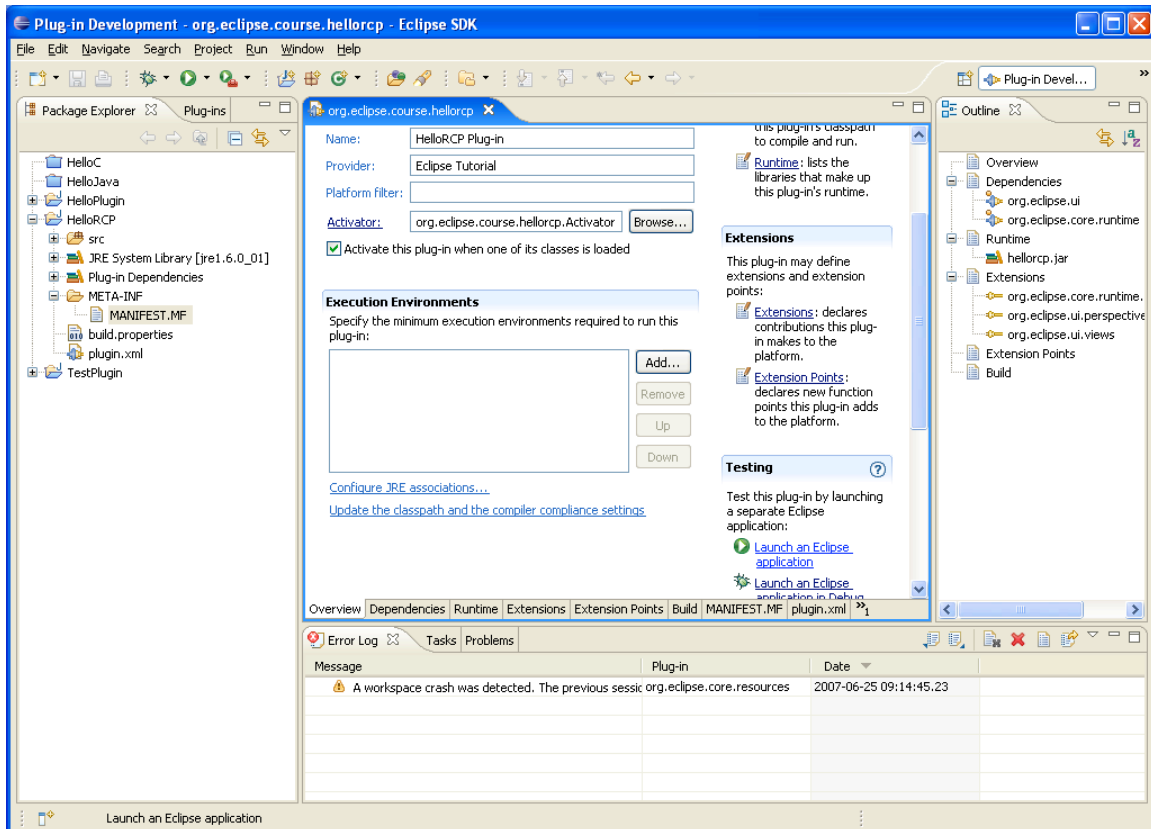 Plug-in Development - org.eclipse.course.hellorcp - Eclipse SDK
File Edit Navigate Search Project Run Window Help
Plug-in Devel...
Package Explorer
Plug-ins
HelloC
HelloJava
HelloPlugin
HelloRCP
src
JRE System Library [jre1.6.0_01]
Plug-in Dependencies
META-INF
MANIFEST.MF
build.properties
plugin.xml
TestPlugin
org.eclipse.course.hellorcp
Name: HelloRCP Plug-in
Provider: Eclipse Tutorial
Platform filter:
Activator: org.eclipse.course.hellorcp.Activator Browse...
Activate this plug-in when one of its classes is loaded
Execution Environments
Specify the minimum execution environments required to run this
plug-in:
Add...
Remove
Up
Down
Configure JRE associations...
Update the classpath and the compiler compliance settings
this plug-in's classpath
to compile and run.
Runtime: lists the
libraries that make up
this plug-in's runtime.
Extensions
This plug-in may define
extensions and extension
points:
Extensions: declares
contributions this plug-
in makes to the
platform.
Extension Points:
declares new function
points this plug-in adds
to the platform.
Testing
Test this plug-in by launching
a separate Eclipse
application:
Launch an Eclipse
application
Launch an Eclipse
application in Debug
Overview Dependencies Runtime Extensions Extension Points Build MANIFEST.MF plugin.xml »1
Outline
Overview
Dependencies
org.eclipse.ui
org.eclipse.core.runtime
Runtime
hellorcp.jar
Extensions
org.eclipse.core.runtime.
org.eclipse.ui.perspective
org.eclipse.ui.views
Extension Points
Build
Error Log Tasks Problems
Message Plug-in Date
A workspace crash was detected. The previous sessic org.eclipse.core.resources 2007-06-25 09:14:45.23
Launch an Eclipse application